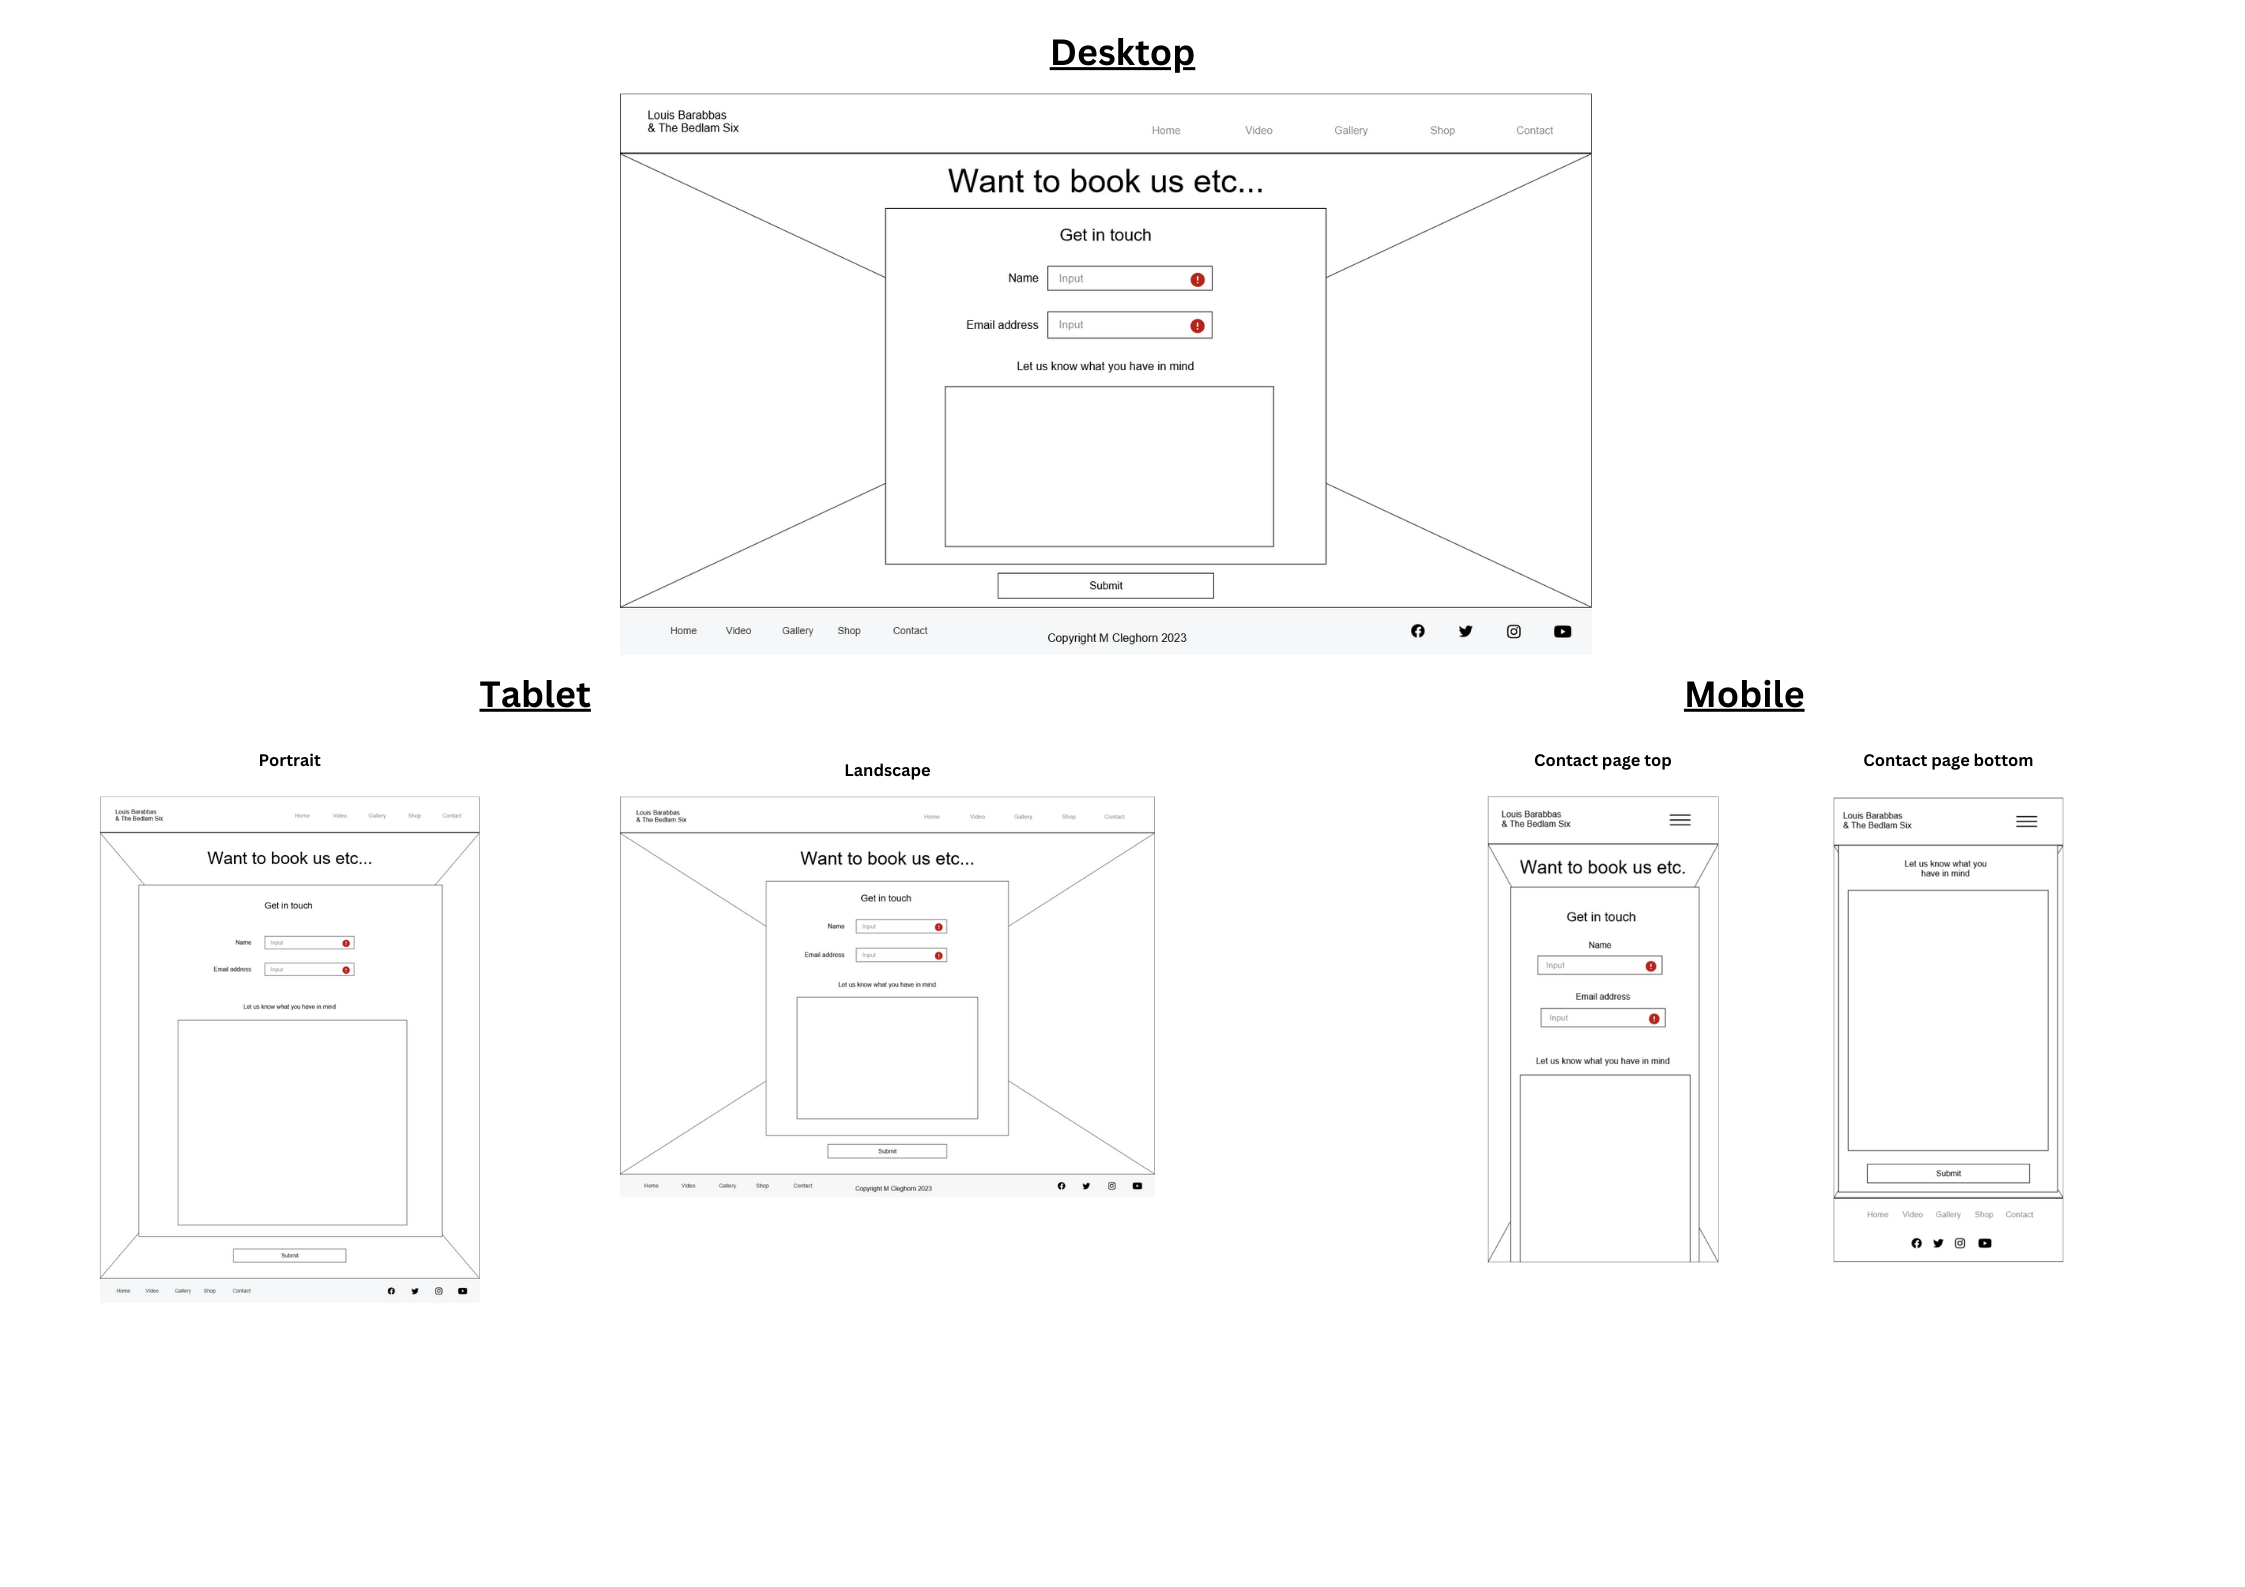 Desktop
Louis Barabbas
& The Bedlam Six
Home Video Gallery Shop Contact
Want to book us etc...
Get in touch
Name Input
Email address Input
Let us know what you have in mind
Submit
Home Video Gallery Shop Contact
Copyright M Cleghorn 2023
Tablet
Portrait
Louis Barabbas
& The Bedlam Six
Home Video Gallery Shop Contact
Want to book us etc...
Get in touch
Name Input
Email address Input
Let us know what you have in mind
Submit
Home Video Gallery Shop Contact
Landscape
Louis Barabbas
& The Bedlam Six
Home Video Gallery Shop Contact
Want to book us etc...
Get in touch
Name Input
Email address Input
Let us know what you have in mind
Submit
Home Video Gallery Shop Contact
Copyright M Cleghorn 2023
Mobile
Contact page top
Louis Barabbas
& The Bedlam Six
Want to book us etc.
Get in touch
Name
Input
Email address
Input
Let us know what you have in mind
Contact page bottom
Louis Barabbas
& The Bedlam Six
Let us know what you
have in mind
Submit
Home Video Gallery Shop Contact